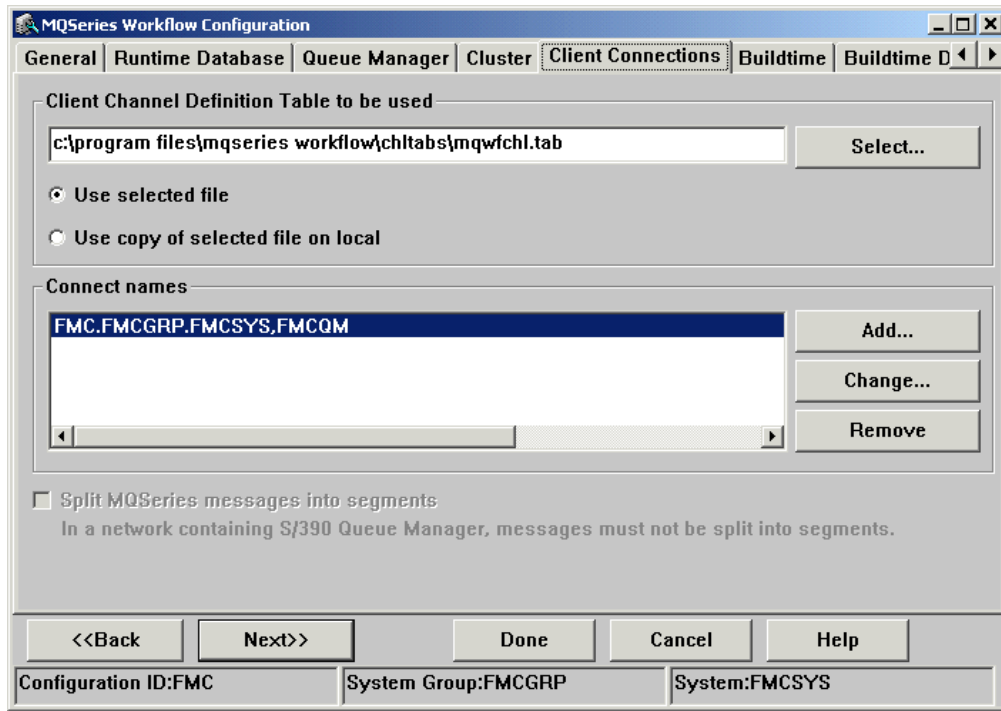 MQSeries Workflow Configuration
General Runtime Database Queue Manager Cluster Client Connections Buildtime Buildtime D
Client Channel Definition Table to be used
c:\program files\mqseries workflow\chltabs\mqwfchl.tab
Select...
Use selected file
Use copy of selected file on local
Connect names
FMC.FMCGRP.FMCSYS,FMCQM
Add...
Change...
Remove
Split MQSeries messages into segments
In a network containing S/390 Queue Manager, messages must not be split into segments.
<<Back Next>> Done Cancel Help
Configuration ID:FMC System Group:FMCGRP System:FMCSYS